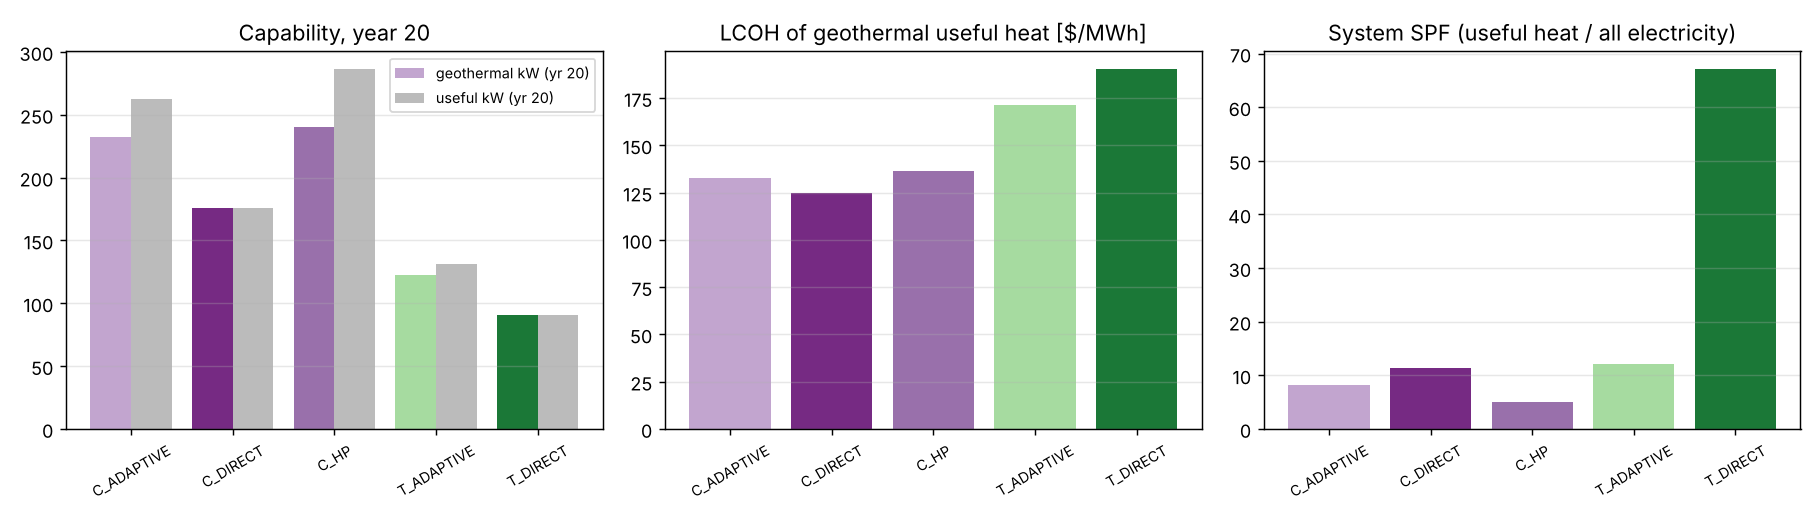 Capability, year 20
300
250
200
150
100
50
0
geothermal kW (yr 20)
useful kW (yr 20)
C_ADAPTIVE
C_DIRECT
C_HP
T_ADAPTIVE
T_DIRECT
LCOH of geothermal useful heat [$/MWh]
175
150
125
100
75
50
25
0
C_ADAPTIVE
C_DIRECT
C_HP
T_ADAPTIVE
T_DIRECT
System SPF (useful heat / all electricity)
70
60
50
40
30
20
10
0
C_ADAPTIVE
C_DIRECT
C_HP
T_ADAPTIVE
T_DIRECT